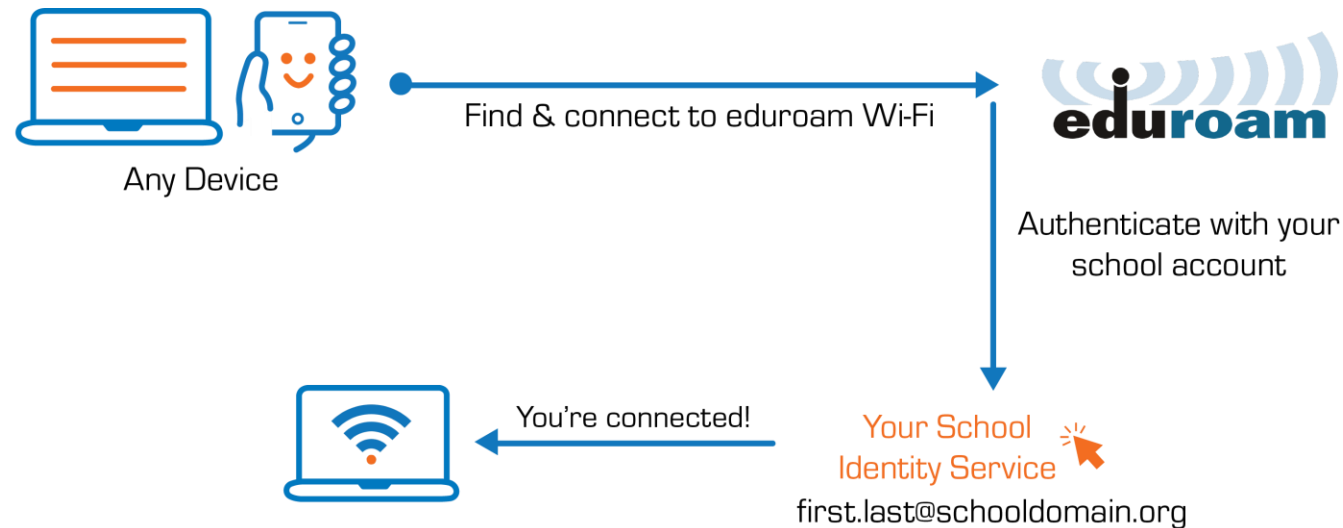 Find & connect to eduroam Wi-Fi
eduroam
Any Device
Authenticate with your
school account
You're connected!
Your School
Identity Service
first.last@schooldomain.org